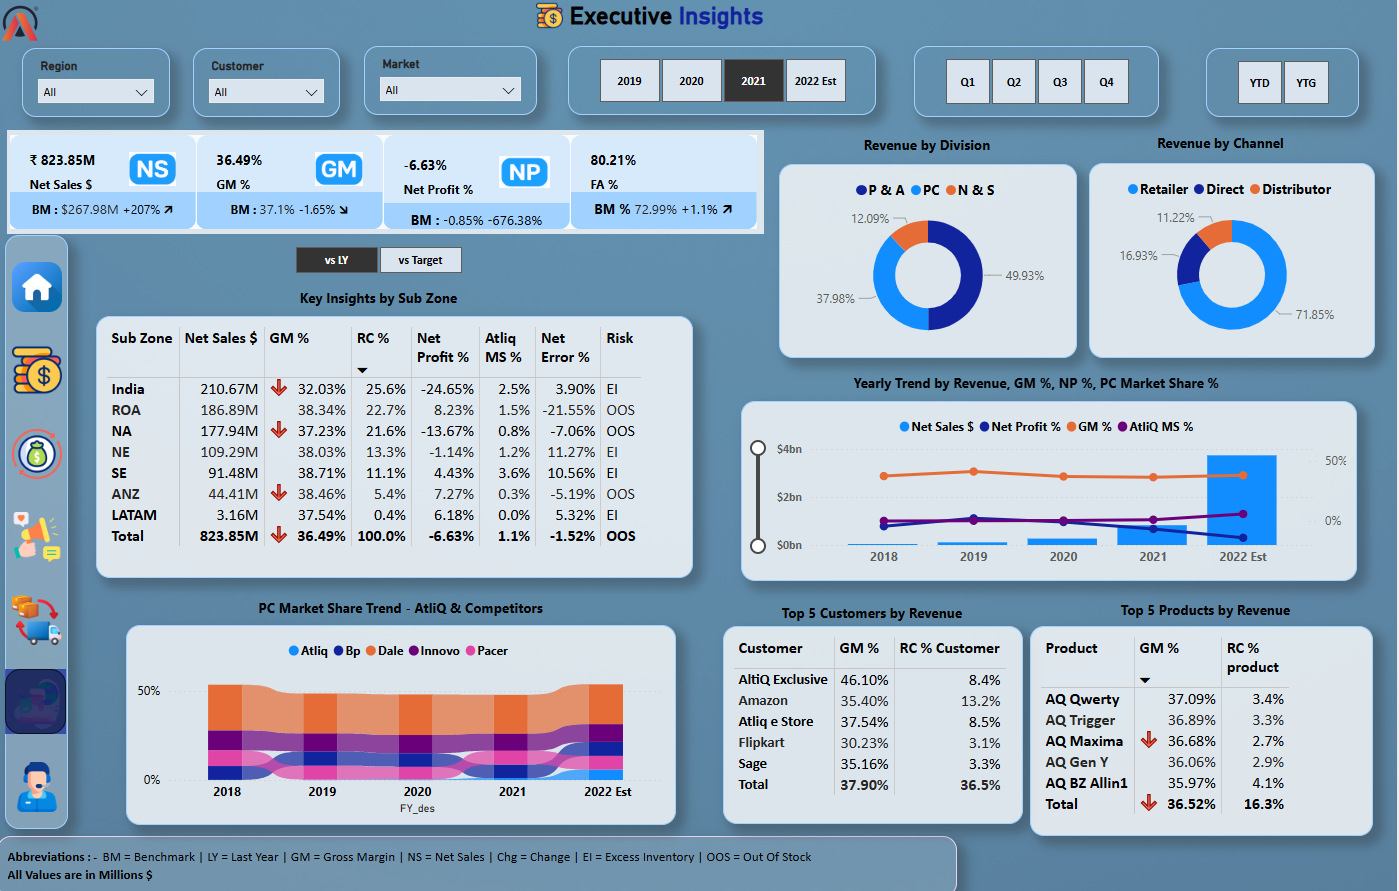 Executive Insights
Region
All
Customer
All
Market
All
2019 2020 2021 2022 Est
Q1 Q2 Q3 Q4
YTD YTG
₹ 823.85M
Net Sales $
NS
BM : $267.98M +207%
36.49%
GM %
GM
BM : 37.1% -1.65%
-6.63%
Net Profit %
NP
BM : -0.85% -676.38%
80.21%
FA %
BM % 72.99% +1.1%
Revenue by Division
P & A PC N & S
12.09%
49.93%
37.98%
Revenue by Channel
Retailer Direct Distributor
11.22%
16.93%
71.85%
vs LY vs Target
Key Insights by Sub Zone
Sub Zone Net Sales $ GM % RC % Net Profit % Atliq MS % Net Error % Risk
India 210.67M 32.03% 25.6% -24.65% 2.5% 3.90% EI
ROA 186.89M 38.34% 22.7% 8.23% 1.5% -21.55% OOS
NA 177.94M 37.23% 21.6% -13.67% 0.8% -7.06% OOS
NE 109.29M 38.03% 13.3% -1.14% 1.2% 11.27% EI
SE 91.48M 38.71% 11.1% 4.43% 3.6% 10.56% EI
ANZ 44.41M 38.46% 5.4% 7.27% 0.3% -5.19% OOS
LATAM 3.16M 37.54% 0.4% 6.18% 0.0% 5.32% EI
Total 823.85M 36.49% 100.0% -6.63% 1.1% -1.52% OOS
Yearly Trend by Revenue, GM %, NP %, PC Market Share %
Net Sales $ Net Profit % GM % AtliQ MS %
$4bn
$2bn
$0bn
50%
0%
2018 2019 2020 2021 2022 Est
PC Market Share Trend - AtliQ & Competitors
Atliq Bp Dale Innovo Pacer
50%
0%
2018 2019 2020 2021 2022 Est
FY_des
Top 5 Customers by Revenue
Customer GM % RC % Customer
AltiQ Exclusive 46.10% 8.4%
Amazon 35.40% 13.2%
Atliq e Store 37.54% 8.5%
Flipkart 30.23% 3.1%
Sage 35.16% 3.3%
Total 37.90% 36.5%
Top 5 Products by Revenue
Product GM % RC % product
AQ Qwerty 37.09% 3.4%
AQ Trigger 36.89% 3.3%
AQ Maxima 36.68% 2.7%
AQ Gen Y 36.06% 2.9%
AQ BZ Allin1 35.97% 4.1%
Total 36.52% 16.3%
Abbreviations : - BM = Benchmark | LY = Last Year | GM = Gross Margin | NS = Net Sales | Chg = Change | EI = Excess Inventory | OOS = Out Of Stock
All Values are in Millions $